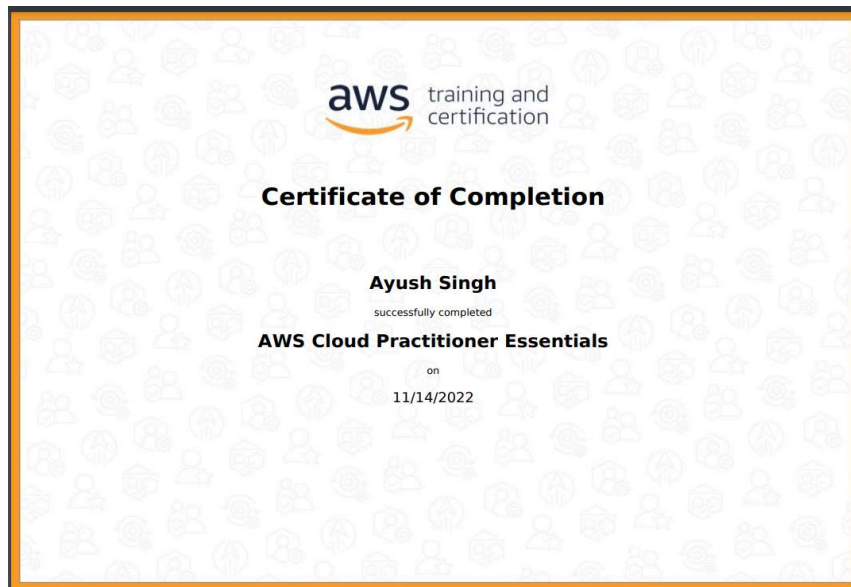 aws training and
certification
Certificate of Completion
Ayush Singh
successfully completed
AWS Cloud Practitioner Essentials
on
11/14/2022